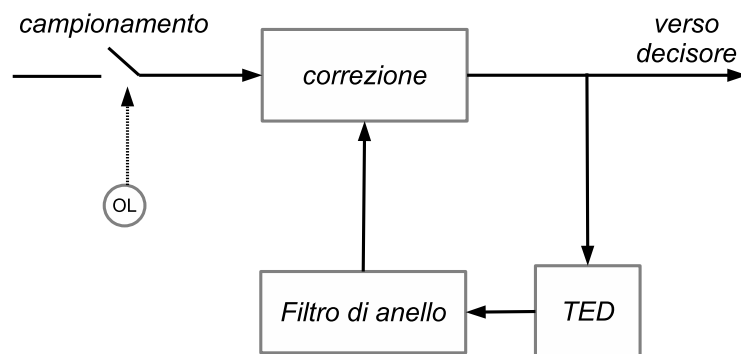 campionamento
verso
decisore
correzione
OL
Filtro di anello
TED